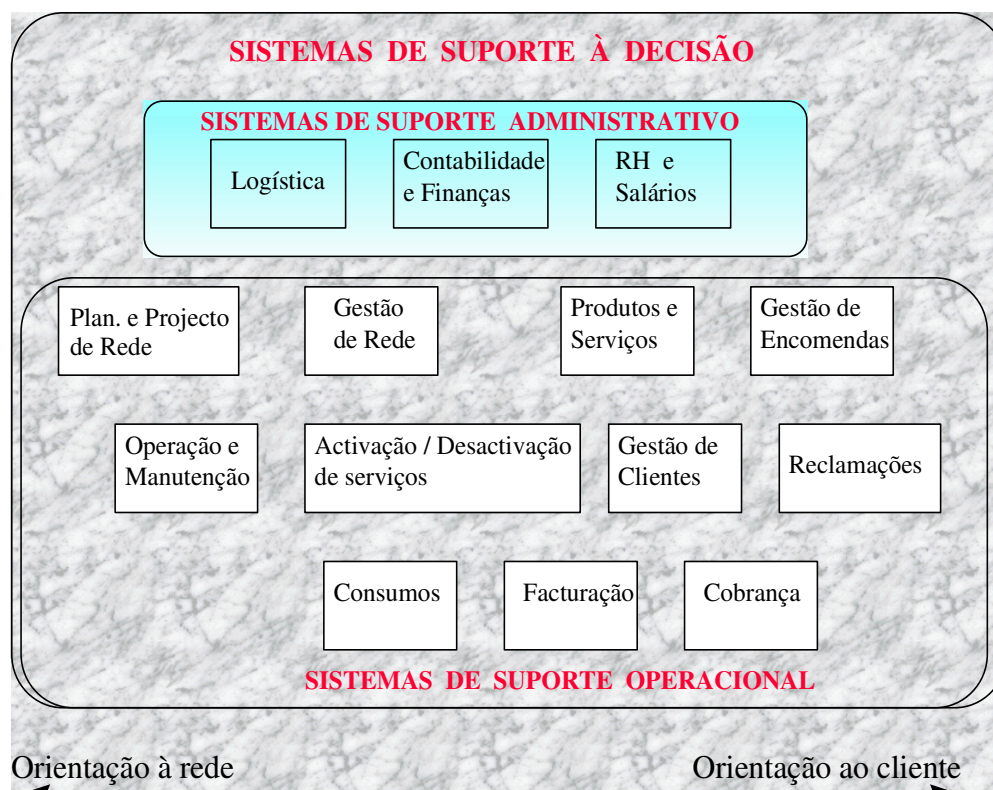 SISTEMAS DE SUPORTE À DECISÃO
SISTEMAS DE SUPORTE ADMINISTRATIVO
Logística
Contabilidade
e Finanças
RH e
Salários
Plan. e Projecto
de Rede
Gestão
de Rede
Produtos e
Serviços
Gestão de
Encomendas
Operação e
Manutenção
Activação / Desactivação
de serviços
Gestão de
Clientes
Reclamações
Consumos
Facturação
Cobrança
SISTEMAS DE SUPORTE OPERACIONAL
Orientação à rede
Orientação ao cliente